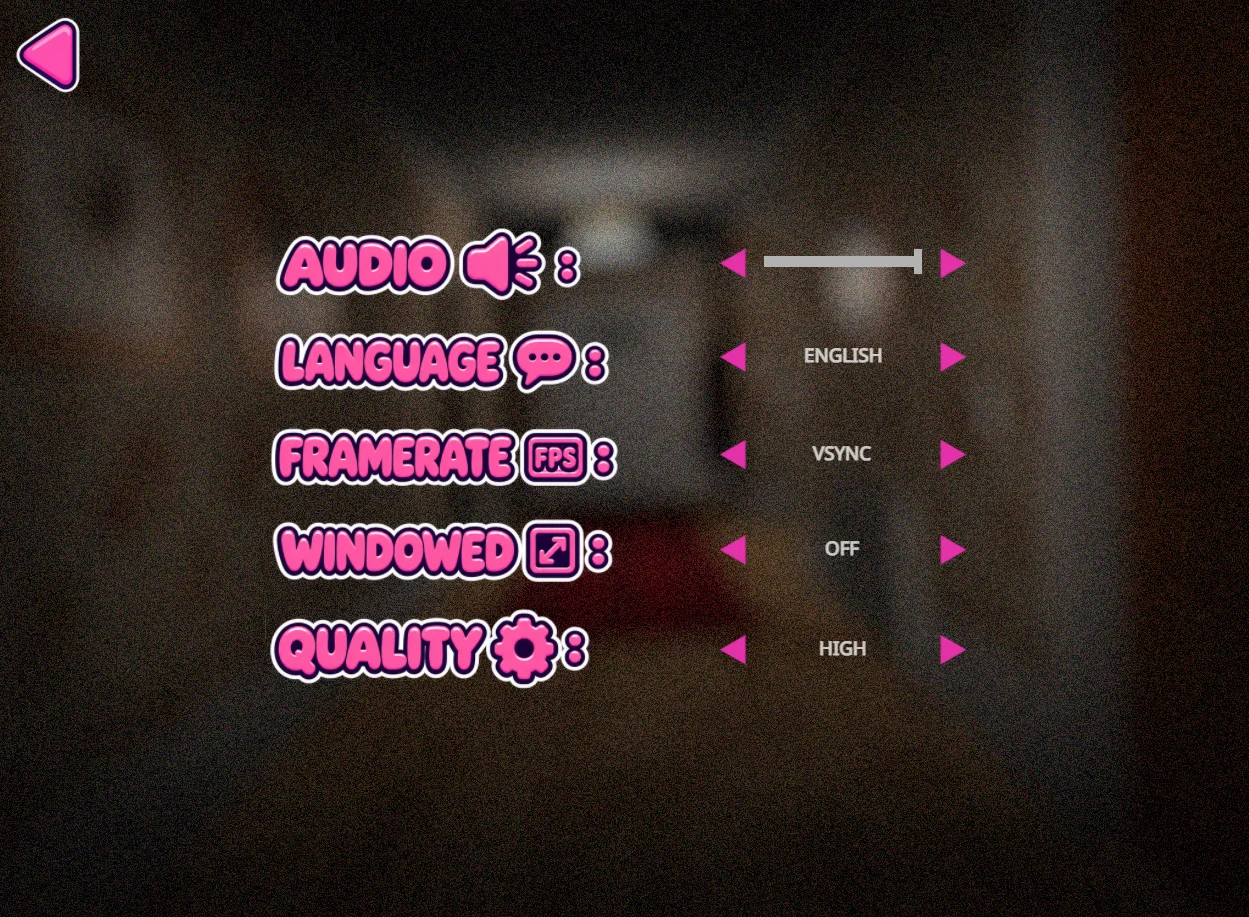 AUDIO :
LANGUAGE : ENGLISH
FRAMERATE FPS : VSYNC
WINDOWED : OFF
QUALITY : HIGH